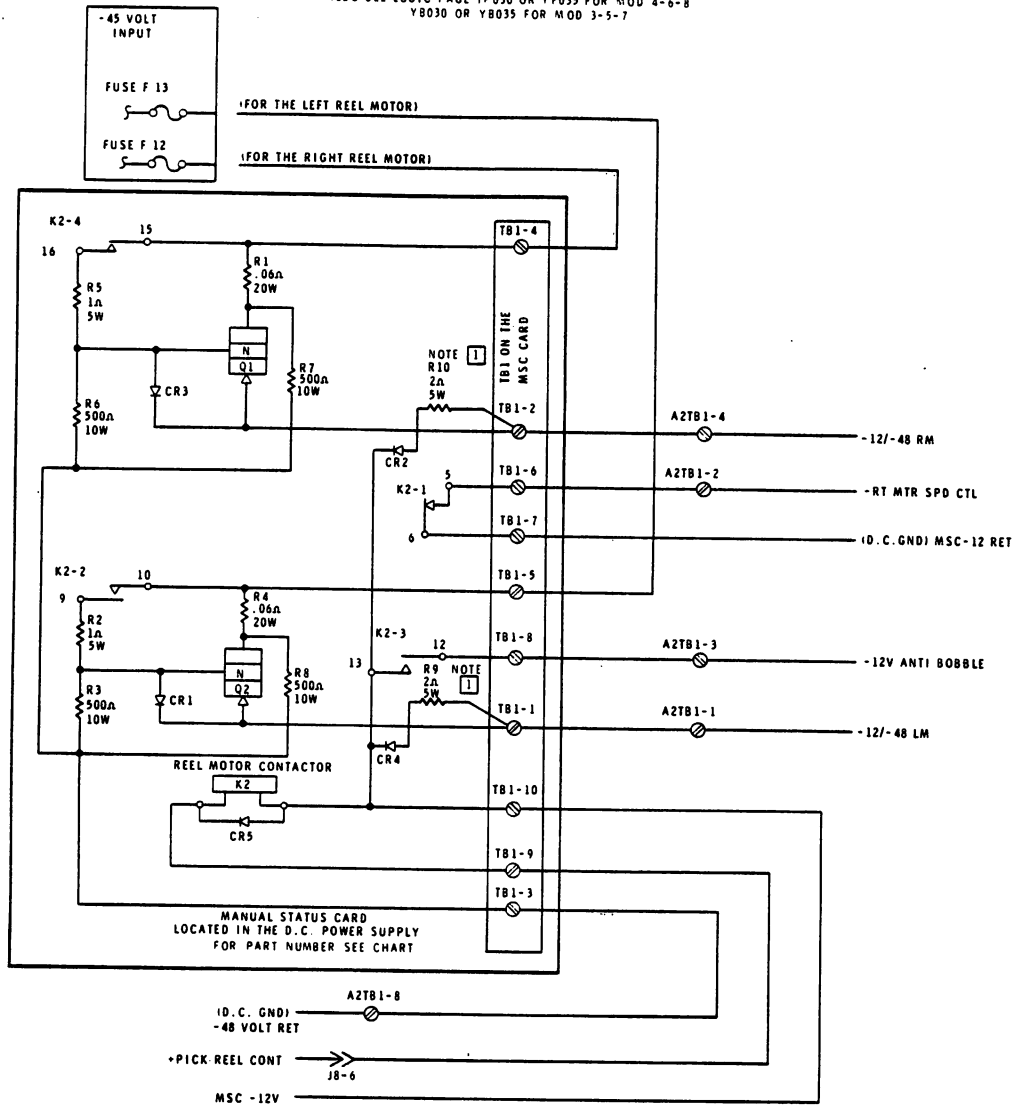 YB030 OR YB035 FOR MOD 3-5-7
-45 VOLT
INPUT
FUSE F 13
(FOR THE LEFT REEL MOTOR)
FUSE F 12
(FOR THE RIGHT REEL MOTOR)
K2-4
15
16
TB1-4
R1
.06Ω
20W
R5
1Ω
5W
N
Q1
TB1 ON THE
MSC CARD
NOTE 1
R10
2Ω
5W
R7
500Ω
10W
CR3
R6
500Ω
10W
TB1-2
A2TB1-4
-12/-48 RM
CR2
TB1-6
A2TB1-2
5
K2-1
-RT MTR SPD CTL
TB1-7
6
(D.C.GND) MSC-12 RET
K2-2
10
TB1-5
9
R4
.06Ω
20W
R2
1Ω
5W
K2-3
12
TB1-8
A2TB1-3
13
-12V ANTI BOBBLE
N
Q2
R9
2Ω
5W
NOTE
1
R8
500Ω
10W
CR1
R3
500Ω
10W
TB1-1
A2TB1-1
-12/-48 LM
CR4
REEL MOTOR CONTACTOR
K2
TB1-10
CR5
TB1-9
TB1-3
MANUAL STATUS CARD
LOCATED IN THE D.C. POWER SUPPLY
FOR PART NUMBER SEE CHART
A2TB1-8
(D.C. GND)
-48 VOLT RET
+PICK REEL CONT
J8-6
MSC -12V